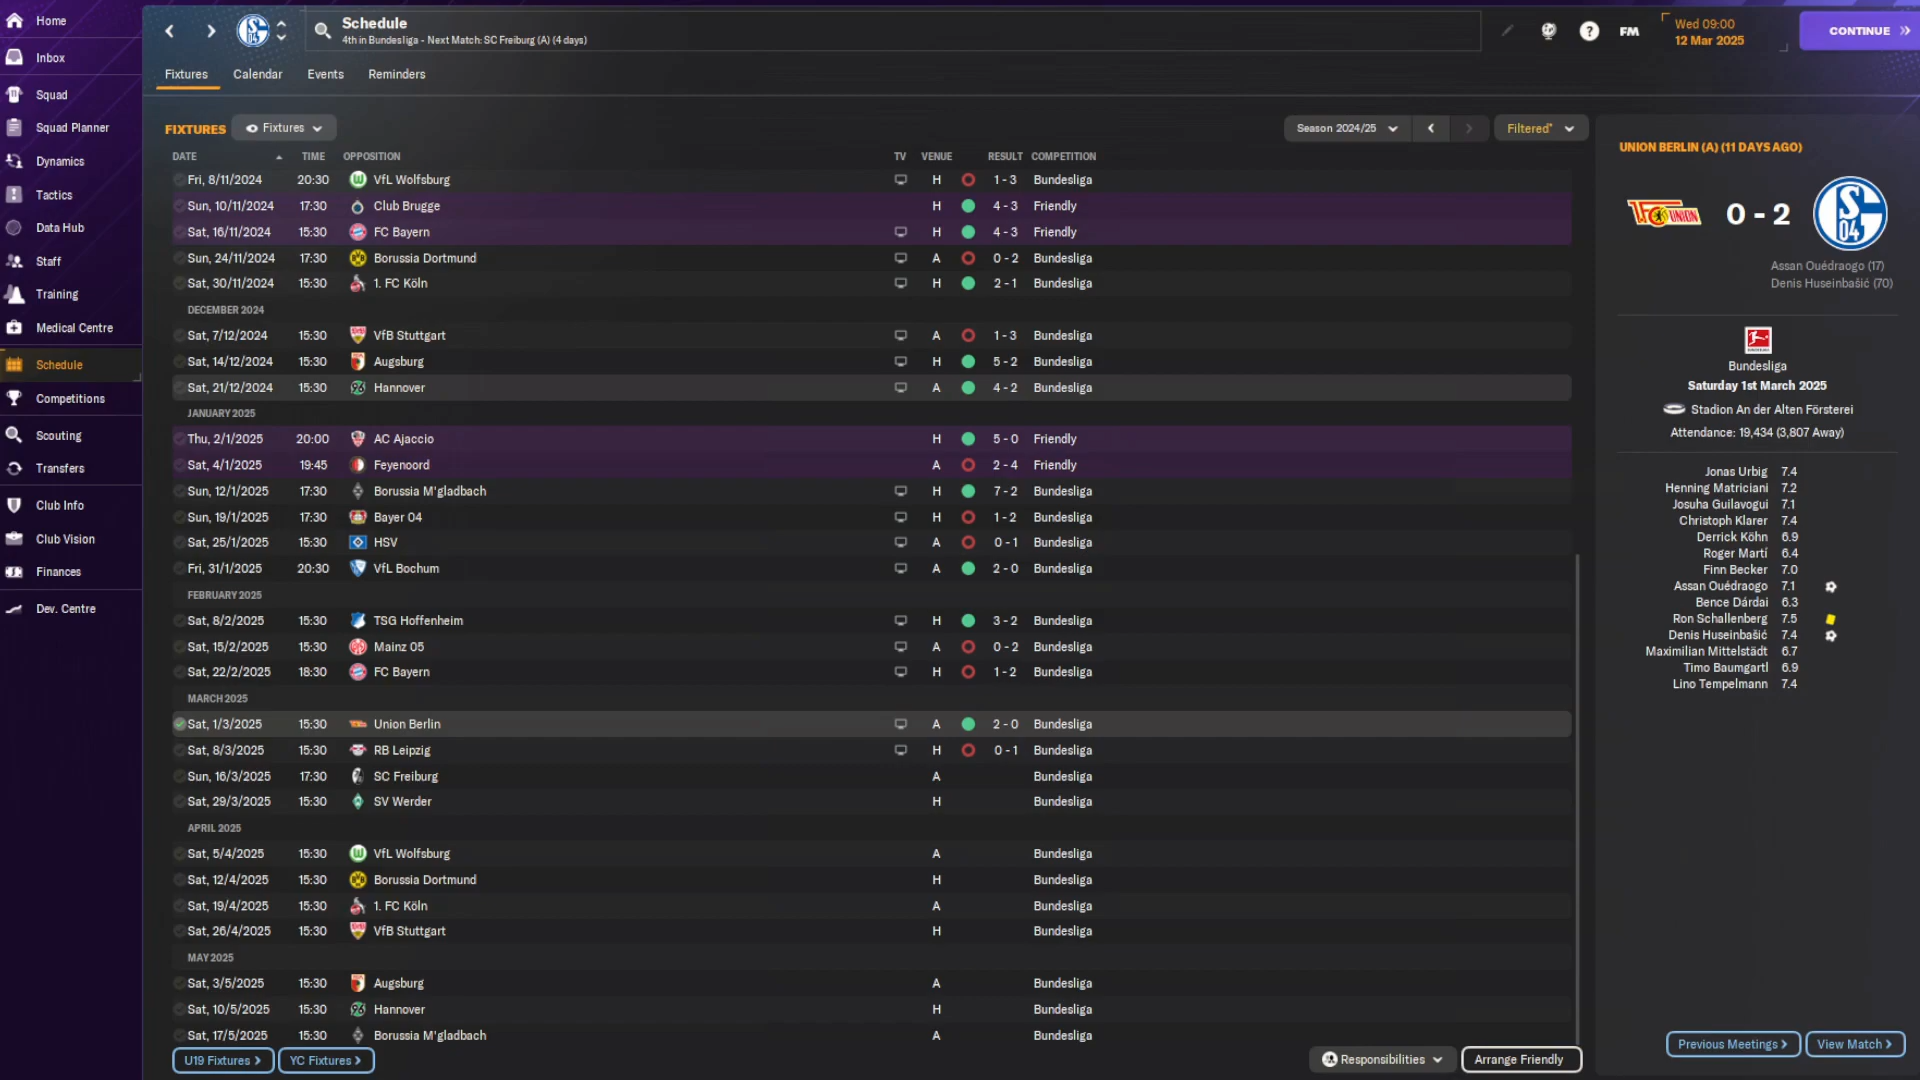 Home
Inbox
Squad
Squad Planner
Dynamics
Tactics
Data Hub
Staff
Training
Medical Centre
Schedule
Competitions
Scouting
Transfers
Club Info
Club Vision
Finances
Dev. Centre
Schedule
4th in Bundesliga - Next Match: SC Freiburg (A) (4 days)
?
FM
Wed 09:00
12 Mar 2025
CONTINUE
Fixtures Calendar Events Reminders
FIXTURES Fixtures Season 2024/25 Filtered*
DATE TIME OPPOSITION TV VENUE RESULT COMPETITION
Fri, 8/11/2024 20:30 VfL Wolfsburg H 1 - 3 Bundesliga
Sun, 10/11/2024 17:30 Club Brugge H 4 - 3 Friendly
Sat, 16/11/2024 15:30 FC Bayern H 4 - 3 Friendly
Sun, 24/11/2024 17:30 Borussia Dortmund A 0 - 2 Bundesliga
Sat, 30/11/2024 15:30 1. FC Köln H 2 - 1 Bundesliga
DECEMBER 2024
Sat, 7/12/2024 15:30 VfB Stuttgart A 1 - 3 Bundesliga
Sat, 14/12/2024 15:30 Augsburg H 5 - 2 Bundesliga
Sat, 21/12/2024 15:30 Hannover A 4 - 2 Bundesliga
JANUARY 2025
Thu, 2/1/2025 20:00 AC Ajaccio H 5 - 0 Friendly
Sat, 4/1/2025 19:45 Feyenoord A 2 - 4 Friendly
Sun, 12/1/2025 17:30 Borussia M'gladbach H 7 - 2 Bundesliga
Sun, 19/1/2025 17:30 Bayer 04 H 1 - 2 Bundesliga
Sat, 25/1/2025 15:30 HSV A 0 - 1 Bundesliga
Fri, 31/1/2025 20:30 VfL Bochum A 2 - 0 Bundesliga
FEBRUARY 2025
Sat, 8/2/2025 15:30 TSG Hoffenheim H 3 - 2 Bundesliga
Sat, 15/2/2025 15:30 Mainz 05 A 0 - 2 Bundesliga
Sat, 22/2/2025 18:30 FC Bayern H 1 - 2 Bundesliga
MARCH 2025
Sat, 1/3/2025 15:30 Union Berlin A 2 - 0 Bundesliga
Sat, 8/3/2025 15:30 RB Leipzig H 0 - 1 Bundesliga
Sun, 16/3/2025 17:30 SC Freiburg A Bundesliga
Sat, 29/3/2025 15:30 SV Werder H Bundesliga
APRIL 2025
Sat, 5/4/2025 15:30 VfL Wolfsburg A Bundesliga
Sat, 12/4/2025 15:30 Borussia Dortmund H Bundesliga
Sat, 19/4/2025 15:30 1. FC Köln A Bundesliga
Sat, 26/4/2025 15:30 VfB Stuttgart H Bundesliga
MAY 2025
Sat, 3/5/2025 15:30 Augsburg A Bundesliga
Sat, 10/5/2025 15:30 Hannover H Bundesliga
Sat, 17/5/2025 15:30 Borussia M'gladbach A Bundesliga
U19 Fixtures YC Fixtures Responsibilities Arrange Friendly
UNION BERLIN (A) (11 DAYS AGO)
0 - 2
Assan Ouédraogo (17)
Denis Huseinbašić (70)
Bundesliga
Saturday 1st March 2025
Stadion An der Alten Försterei
Attendance: 19,434 (3,807 Away)
Jonas Urbig 7.4
Henning Matriciani 7.2
Josuha Guilavogui 7.1
Christoph Klarer 7.4
Derrick Köhn 6.9
Roger Martí 6.4
Finn Becker 7.0
Assan Ouédraogo 7.1
Bence Dárdai 6.3
Ron Schallenberg 7.5
Denis Huseinbašić 7.4
Maximilian Mittelstädt 6.7
Timo Baumgartl 6.9
Lino Tempelmann 7.4
Previous Meetings View Match